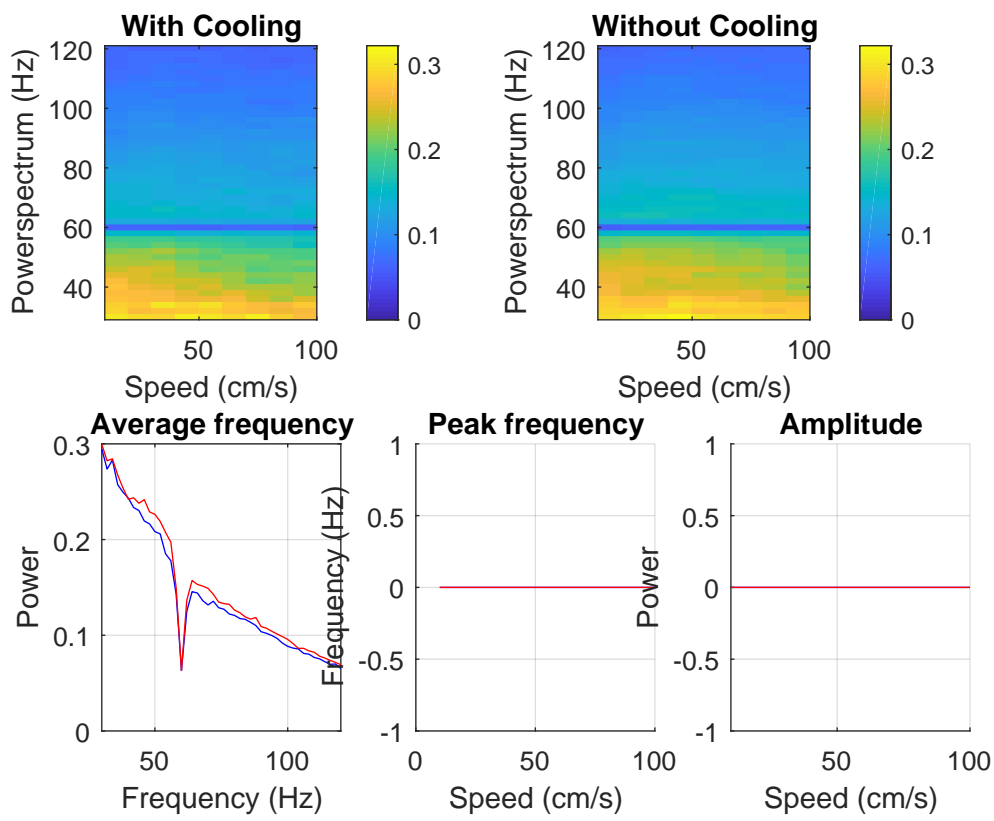 With Cooling
Powerspectrum (Hz)
120
100
80
60
40
50
100
Speed (cm/s)
0.3
0.2
0.1
0
Without Cooling
Powerspectrum (Hz)
120
100
80
60
40
50
100
Speed (cm/s)
0.3
0.2
0.1
0
Average frequency
Power
0.3
0.2
0.1
0
50
100
Frequency (Hz)
Peak frequency
Frequency (Hz)
1
0.5
0
-0.5
-1
0
50
100
Speed (cm/s)
Amplitude
Power
1
0.5
0
-0.5
-1
50
100
Speed (cm/s)